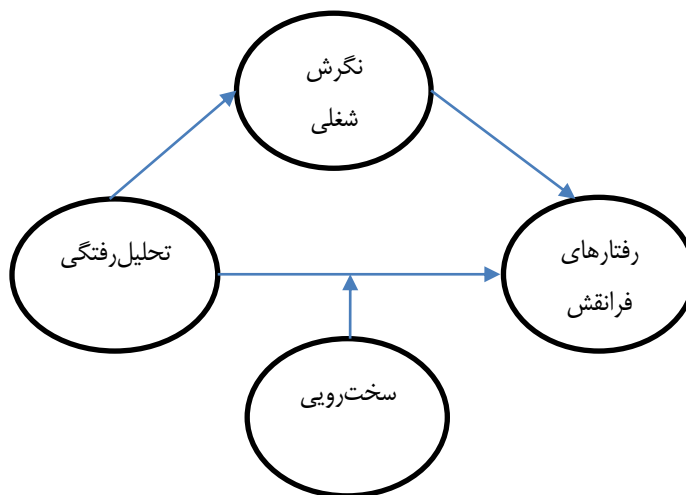 نگرش
شغلی
تحلیل‌رفتگی
رفتارهای
فرانقش
سخت‌رویی